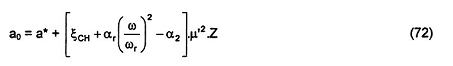 a₀ = a* + [ξ_CH + α_r(ω/ω_r)² − α₂].μ'².Z (72)